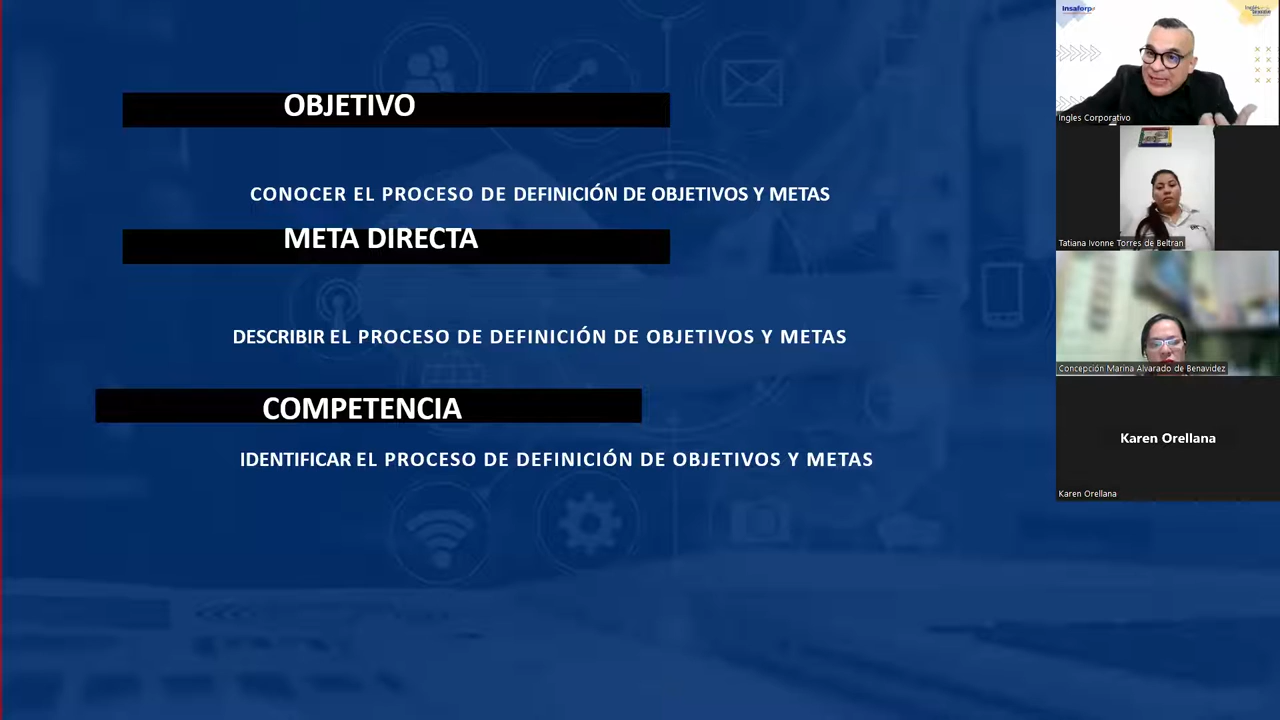 OBJETIVO
CONOCER EL PROCESO DE DEFINICIÓN DE OBJETIVOS Y METAS
META DIRECTA
DESCRIBIR EL PROCESO DE DEFINICIÓN DE OBJETIVOS Y METAS
COMPETENCIA
IDENTIFICAR EL PROCESO DE DEFINICIÓN DE OBJETIVOS Y METAS
Insaforp
Ingles Corporativo
Tatiana Ivonne Torres de Beltran
Concepción Marina Alvarado de Benavidez
Karen Orellana
Karen Orellana